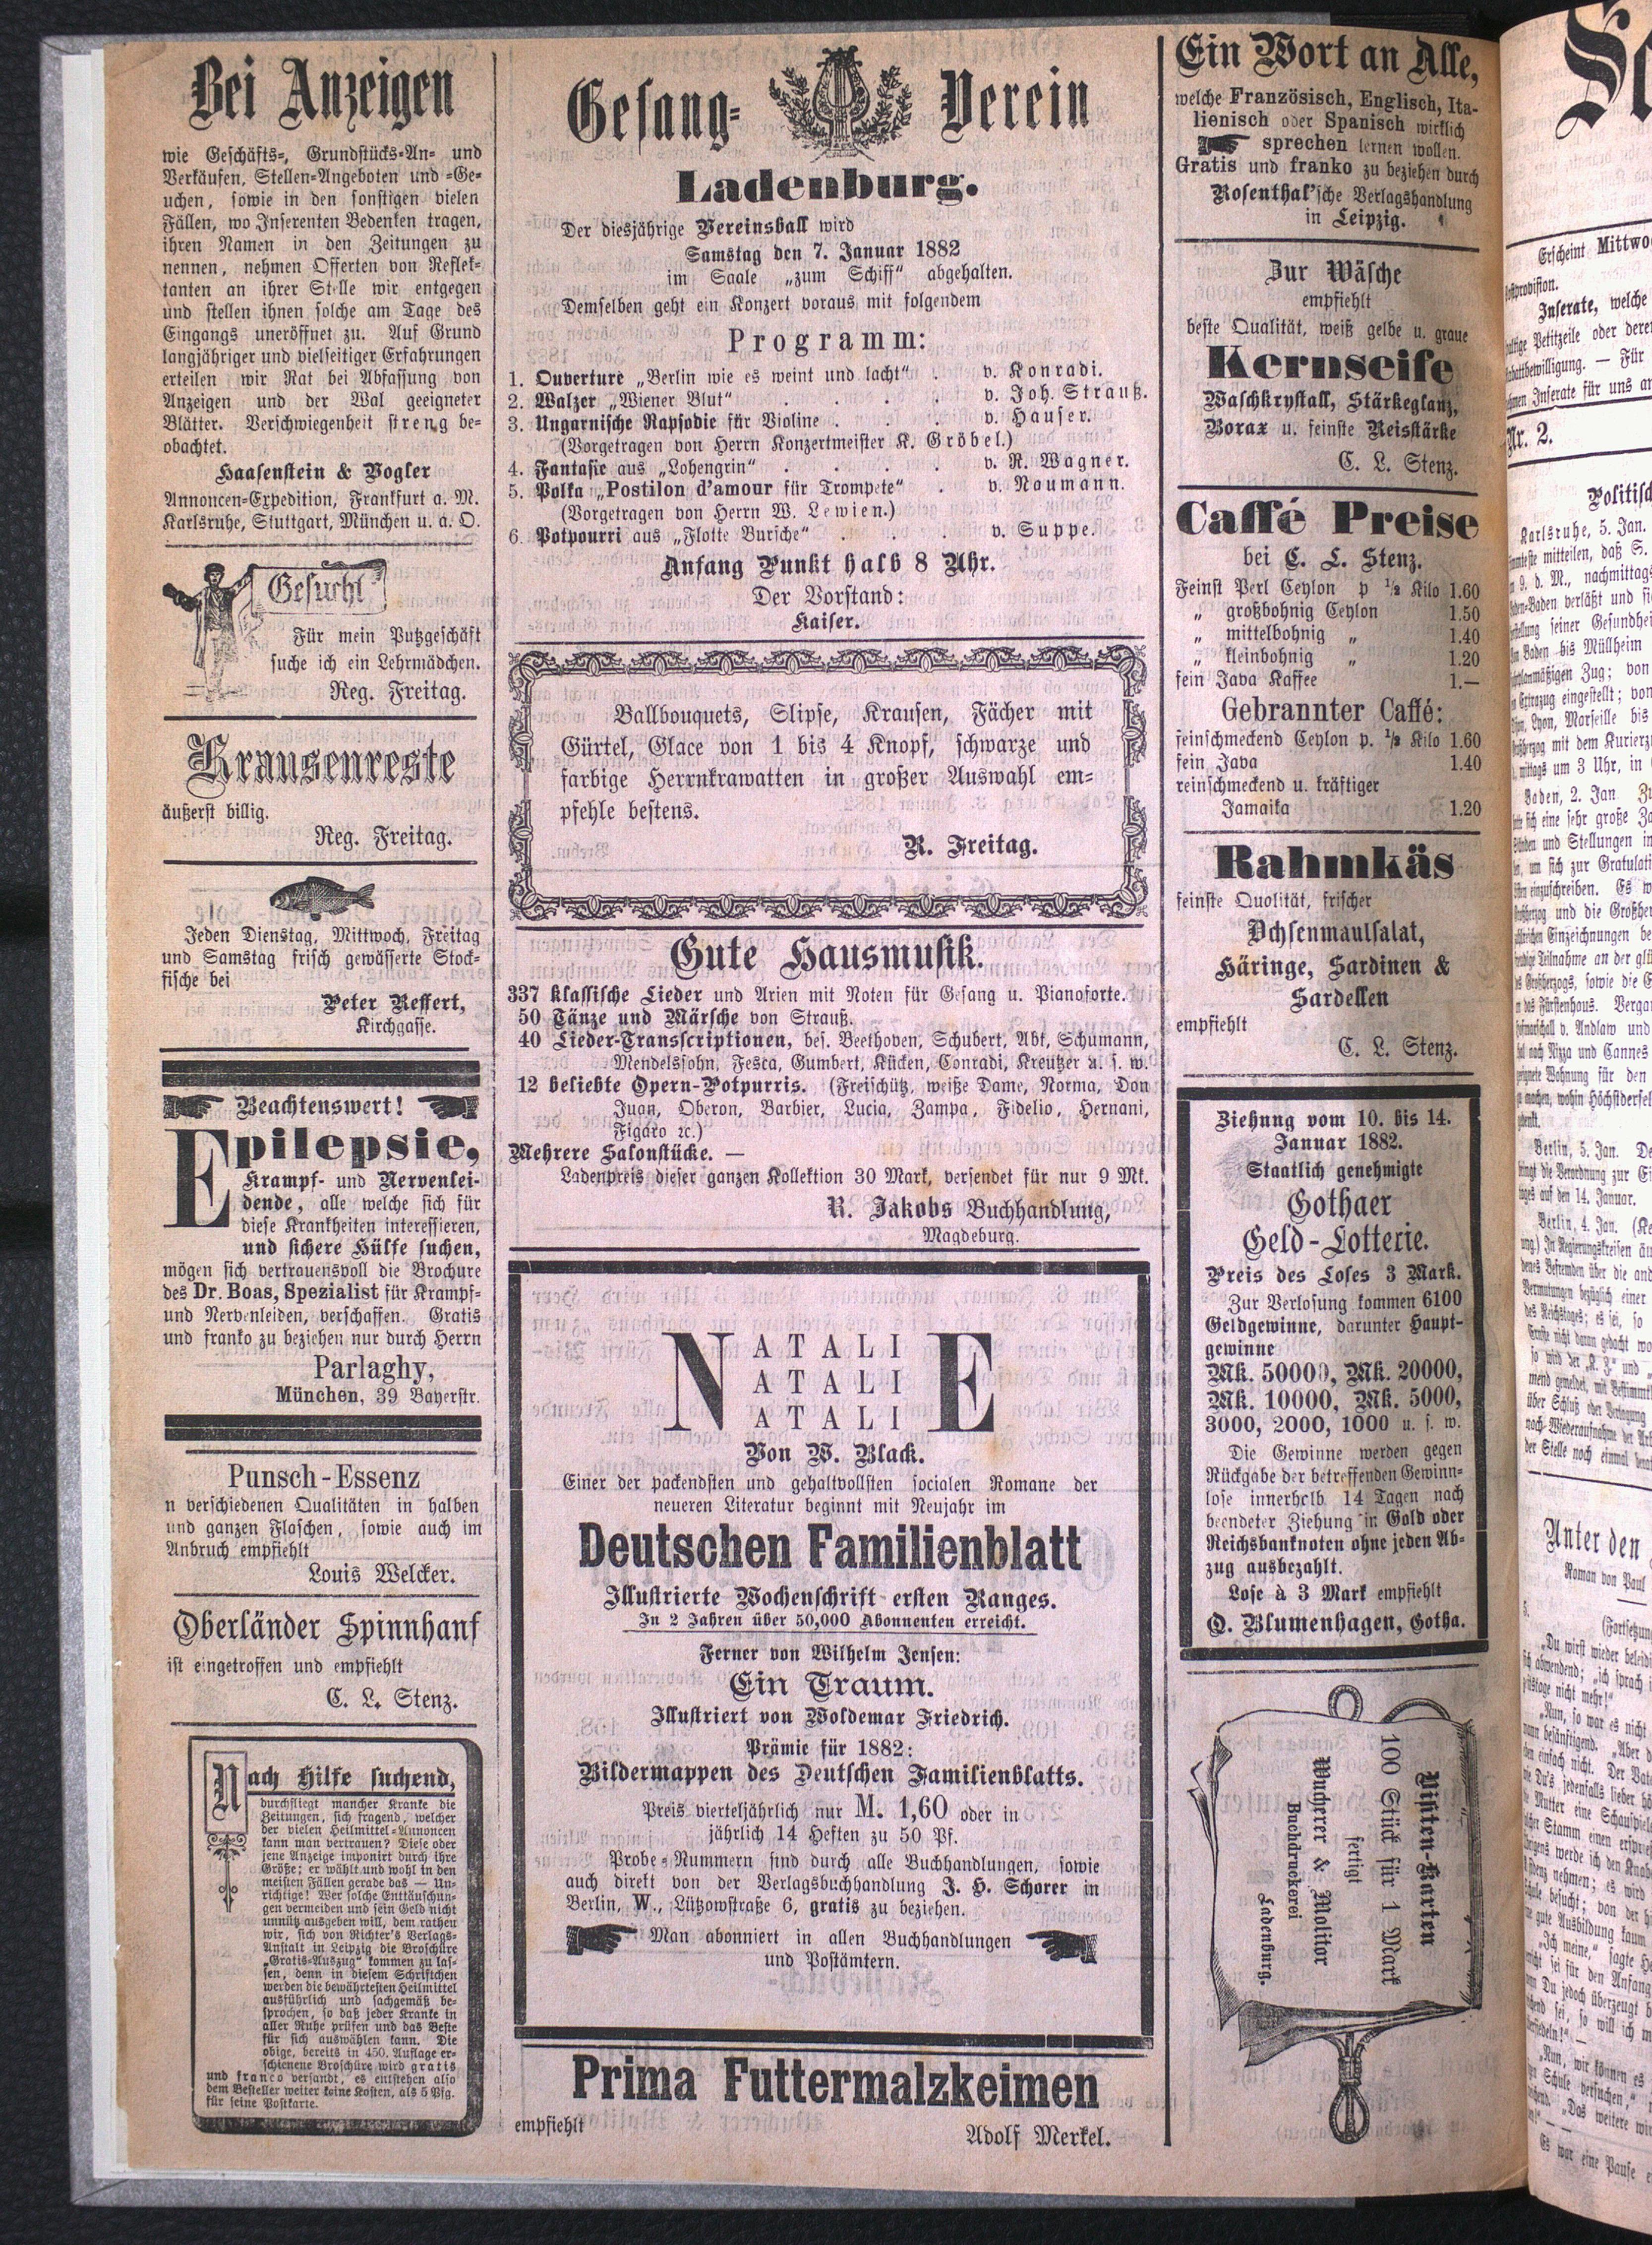 Bei Anzeigen
wie Geschäfts-, Grundstücks-An- und
Verkäufen, Stellen-Angeboten und -Ge-
suchen, sowie in den sonstigen vielen
Fällen, wo Inserenten Bedenken tragen,
ihren Namen in den Zeitungen zu
nennen, nehmen Offerten von Reflek-
tanten an ihrer Stelle wir entgegen
und stellen ihnen solche am Tage des
Eingangs uneröffnet zu. Auf Grund
langjähriger und vielseitiger Erfahrungen
erteilen wir Rat bei Abfassung von
Anzeigen und der Wal geeigneter
Blätter. Verschwiegenheit streng be-
obachtet.
Haasenstein & Vogler
Annoncen-Expedition, Frankfurt a. M.
Karlsruhe, Stuttgart, München u. a. O.
Gesucht
Für mein Putzgeschäft
suche ich ein Lehrmädchen.
Reg. Freitag.
Krausenreste
äußerst billig.
Reg. Freitag.
Jeden Dienstag, Mittwoch, Freitag
und Samstag frisch gewässerte Stock-
fische bei
Peter Reffert,
Kirchgasse.
Beachtenswert!
Epilepsie,
Krampf- und Nervenlei-
dende, alle welche sich für
diese Krankheiten interessieren,
und sichere Hülfe suchen,
mögen sich vertrauensvoll die Brochure
des Dr. Boas, Spezialist für Krampf-
und Nervenleiden, verschaffen. Gratis
und franko zu beziehen nur durch Herrn
Parlaghy,
München, 39 Bayerstr.
Punsch-Essenz
n verschiedenen Qualitäten in halben
und ganzen Flaschen, sowie auch im
Anbruch empfiehlt
Louis Welcker.
Oberländer Spinnhanf
ist eingetroffen und empfiehlt
C. L. Stenz.
Nach Hilfe suchend,
durchfliegt mancher Kranke die
Zeitungen, sich fragend, welcher
der vielen Heilmittel-Annoncen
kann man vertrauen? Diese oder
jene Anzeige imponirt durch ihre
Größe; er wählt und wohl in den
meisten Fällen gerade das — Un-
richtige! Wer solche Enttäuschun-
gen vermeiden und sein Geld nicht
unnütz ausgeben will, dem rathen
wir, sich von Richter's Verlags-
Anstalt in Leipzig die Broschüre
„Gratis-Auszug“ kommen zu las-
sen, denn in diesem Schriftchen
werden die bewährtesten Heilmittel
ausführlich und sachgemäß be-
sprochen, so daß jeder Kranke in
aller Ruhe prüfen und das Beste
für sich auswählen kann. Die
obige, bereits in 450. Auflage er-
schienene Broschüre wird gratis
und franco versandt, es entstehen also
dem Besteller weiter keine Kosten, als 5 Pfg.
für seine Postkarte.
Gesang- Verein
Ladenburg.
Der diesjährige Vereinsball wird
Samstag den 7. Januar 1882
im Saale „zum Schiff“ abgehalten.
Demselben geht ein Konzert voraus mit folgendem
Programm:
1. Ouverture „Berlin wie es weint und lacht“ . v. Konradi.
2. Walzer „Wiener Blut“ . . . . v. Joh. Strauß.
3. Ungarnische Rapsodie für Violine . . . . v. Hauser.
(Vorgetragen von Herrn Konzertmeister K. Gröbel.)
4. Fantasie aus „Lohengrin“ . . . . v. R. Wagner.
5. Polka „Postilon d'amour für Trompete“ . v. Naumann.
(Vorgetragen von Herrn W. Lewien.)
6. Potpourri aus „Flotte Bursche“ . . . v. Suppe.
Anfang Punkt halb 8 Uhr.
Der Vorstand:
Kaiser.
Ballbouquets, Slipse, Krausen, Fächer mit
Gürtel, Glace von 1 bis 4 Knopf, schwarze und
farbige Herrnkrawatten in großer Auswahl em-
pfehle bestens.
R. Freitag.
Gute Hausmusik.
337 klassische Lieder und Arien mit Noten für Gesang u. Pianoforte.
50 Tänze und Märsche von Strauß.
40 Lieder-Transscriptionen, bes. Beethoven, Schubert, Abt, Schumann,
Mendelssohn, Fesca, Gumbert, Kücken, Conradi, Kreutzer u. s. w.
12 beliebte Opern-Potpurris. (Freischütz, weiße Dame, Norma, Don
Juan, Oberon, Barbier, Lucia, Zampa, Fidelio, Hernani,
Figaro ꝛc.)
Mehrere Salonstücke. —
Ladenpreis dieser ganzen Kollektion 30 Mark, versendet für nur 9 Mk.
R. Jakobs Buchhandlung,
Magdeburg.
NATALIE
NATALIE
NATALIE
Von W. Black.
Einer der packendsten und gehaltvollsten socialen Romane der
neueren Literatur beginnt mit Neujahr im
Deutschen Familienblatt
Illustrierte Wochenschrift ersten Ranges.
In 2 Jahren über 50,000 Abonnenten erreicht.
Ferner von Wilhelm Jensen:
Ein Traum.
Illustriert von Woldemar Friedrich.
Prämie für 1882:
Bildermappen des Deutschen Familienblatts.
Preis vierteljährlich nur M. 1,60 oder in
jährlich 14 Heften zu 50 Pf.
Probe-Nummern sind durch alle Buchhandlungen, sowie
auch direkt von der Verlagsbuchhandlung J. H. Schorer in
Berlin, W., Lützowstraße 6, gratis zu beziehen.
Man abonniert in allen Buchhandlungen
und Postämtern.
Prima Futtermalzkeimen
empfiehlt
Adolf Merkel.
Ein Wort an Alle,
welche Französisch, Englisch, Ita-
lienisch oder Spanisch wirklich
sprechen lernen wollen.
Gratis und franko zu beziehen durch
Rosenthal'sche Verlagshandlung
in Leipzig.
Zur Wäsche
empfiehlt
beste Qualität, weiß gelbe u. graue
Kernseife
Waschkrystall, Stärkeglanz,
Borax u. feinste Reisstärke
C. L. Stenz.
Caffé Preise
bei C. L. Stenz.
Feinst Perl Ceylon p ½ Kilo 1.60
„ großbohnig Ceylon 1.50
„ mittelbohnig „ 1.40
„ kleinbohnig „ 1.20
fein Java Kaffee 1.—
Gebrannter Caffé:
feinschmeckend Ceylon p. ½ Kilo 1.60
fein Java 1.40
reinschmeckend u. kräftiger
Jamaika 1.20
Rahmkäs
feinste Quolität, frischer
Ochsenmaulsalat,
Häringe, Sardinen &
Sardellen
empfiehlt
C. L. Stenz.
Ziehung vom 10. bis 14.
Januar 1882.
Staatlich genehmigte
Gothaer
Geld-Lotterie.
Preis des Loses 3 Mark.
Zur Verlosung kommen 6100
Geldgewinne, darunter Haupt-
gewinne
Mk. 50000, Mk. 20000,
Mk. 10000, Mk. 5000,
3000, 2000, 1000 u. s. w.
Die Gewinne werden gegen
Rückgabe der betreffenden Gewinn-
lose innerhelb 14 Tagen nach
beendeter Ziehung in Gold oder
Reichsbanknoten ohne jeden Ab-
zug ausbezahlt.
Lose à 3 Mark empfiehlt
O. Blumenhagen, Gotha.
Visiten-Karten
100 Stück für 1 Mark
fertigt
Wucherer & Molitor
Buchdruckerei Ladenburg.
Erscheint Mittwo
Inserate, welche
Nr. 2.
Karlsruhe, 5. Jan.
Baden, 2. Jan.
Berlin, 5. Jan.
Berlin, 4. Jan.
Unter den
Roman von Paul